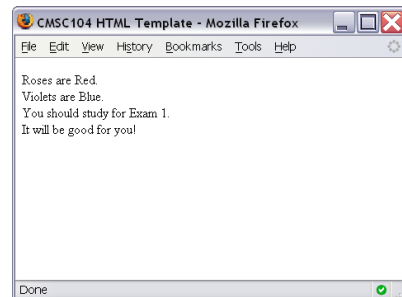 CMSC104 HTML Template - Mozilla Firefox
File Edit View History Bookmarks Tools Help
Roses are Red.
Violets are Blue.
You should study for Exam 1.
It will be good for you!
Done